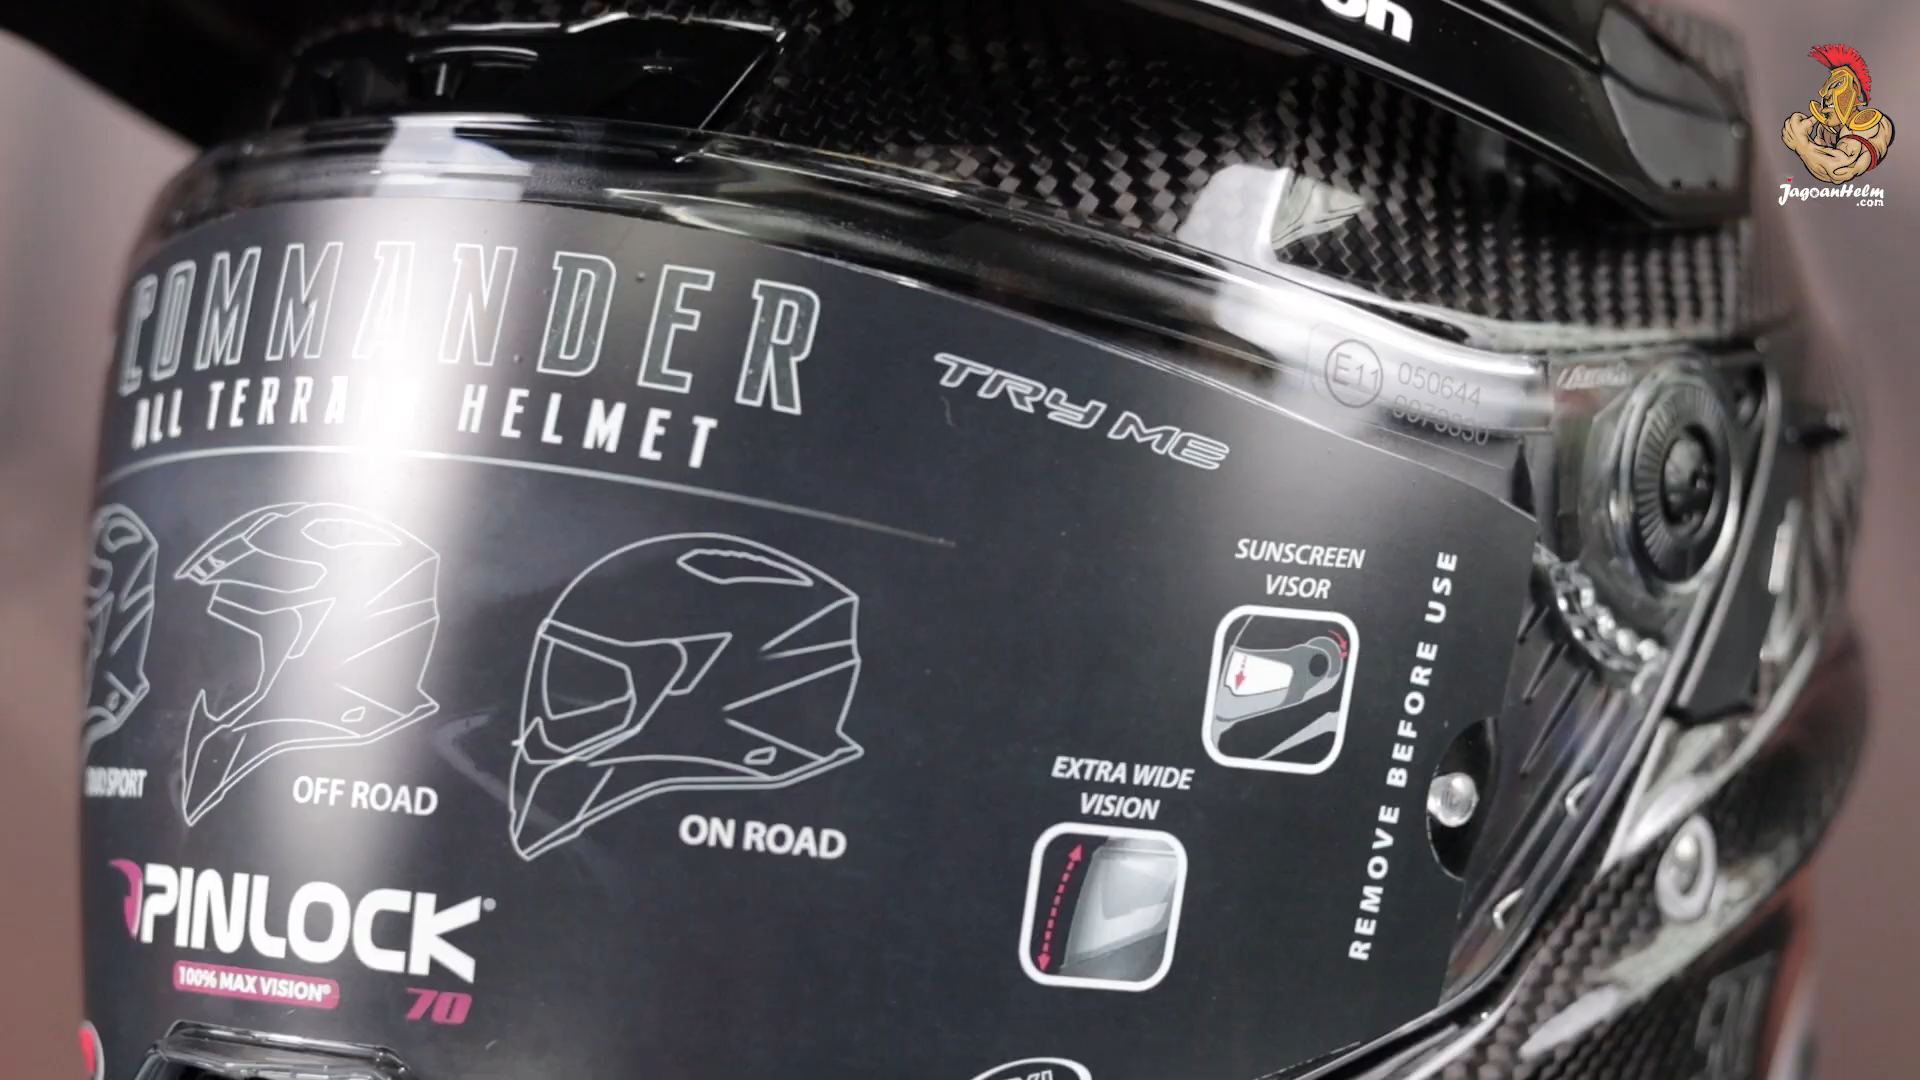 JagoanHelm
.com
COMMANDER
ALL TERRAIN HELMET
TRY ME
E11
050644
SUNSCREEN
VISOR
REMOVE BEFORE USE
EXTRA WIDE
VISION
OFF ROAD
ON ROAD
PINLOCK®
100% MAX VISION®
70